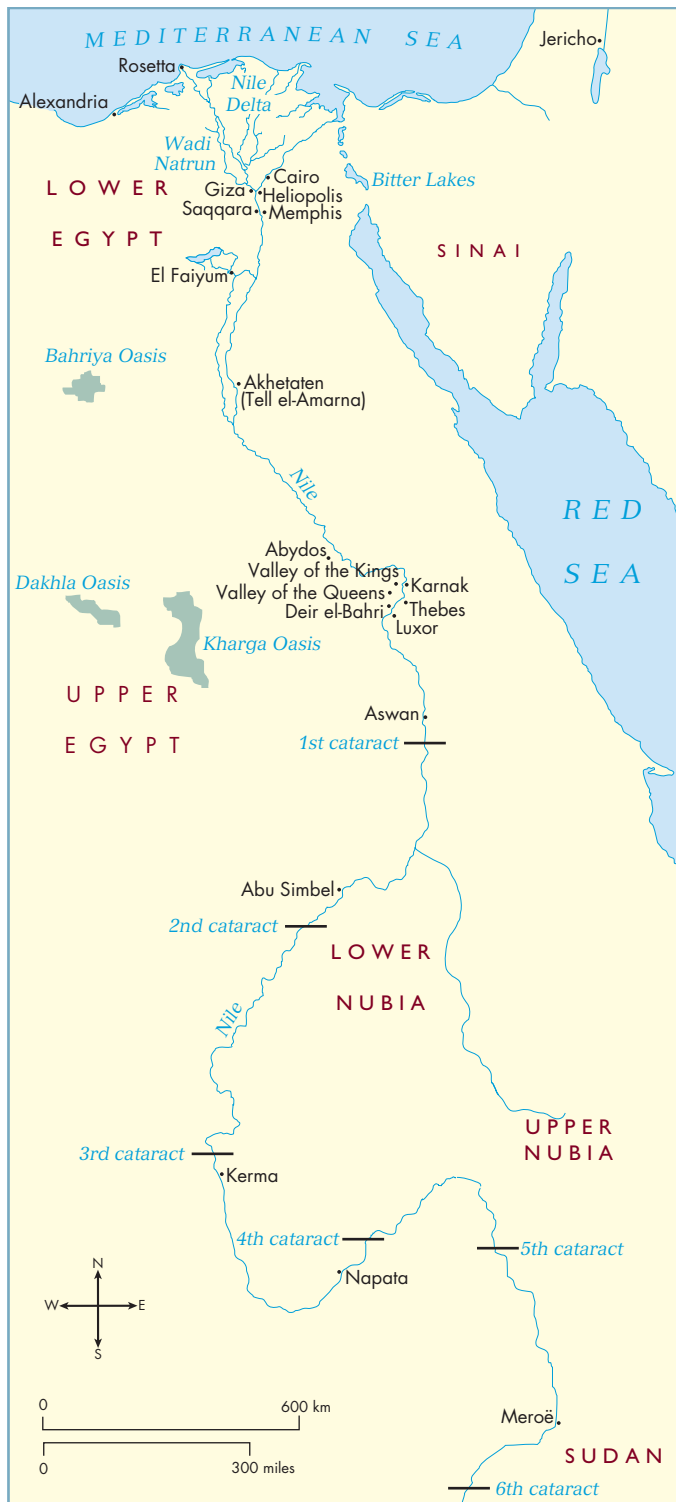 MEDITERRANEAN SEA
Jericho
Rosetta
Nile
Delta
Alexandria
Wadi
Natrun
Cairo
Bitter Lakes
Giza
Heliopolis
LOWER
Saqqara
Memphis
EGYPT
SINAI
El Faiyum
Bahriya Oasis
Akhetaten
(Tell el-Amarna)
Nile
RED
SEA
Abydos
Valley of the Kings
Dakhla Oasis
Karnak
Valley of the Queens
Thebes
Deir el-Bahri
Luxor
Kharga Oasis
UPPER
EGYPT
Aswan
1st cataract
Abu Simbel
2nd cataract
LOWER
NUBIA
Nile
UPPER
NUBIA
3rd cataract
Kerma
4th cataract
5th cataract
Napata
N
W E
S
0 600 km
0 300 miles
Meroë
SUDAN
6th cataract